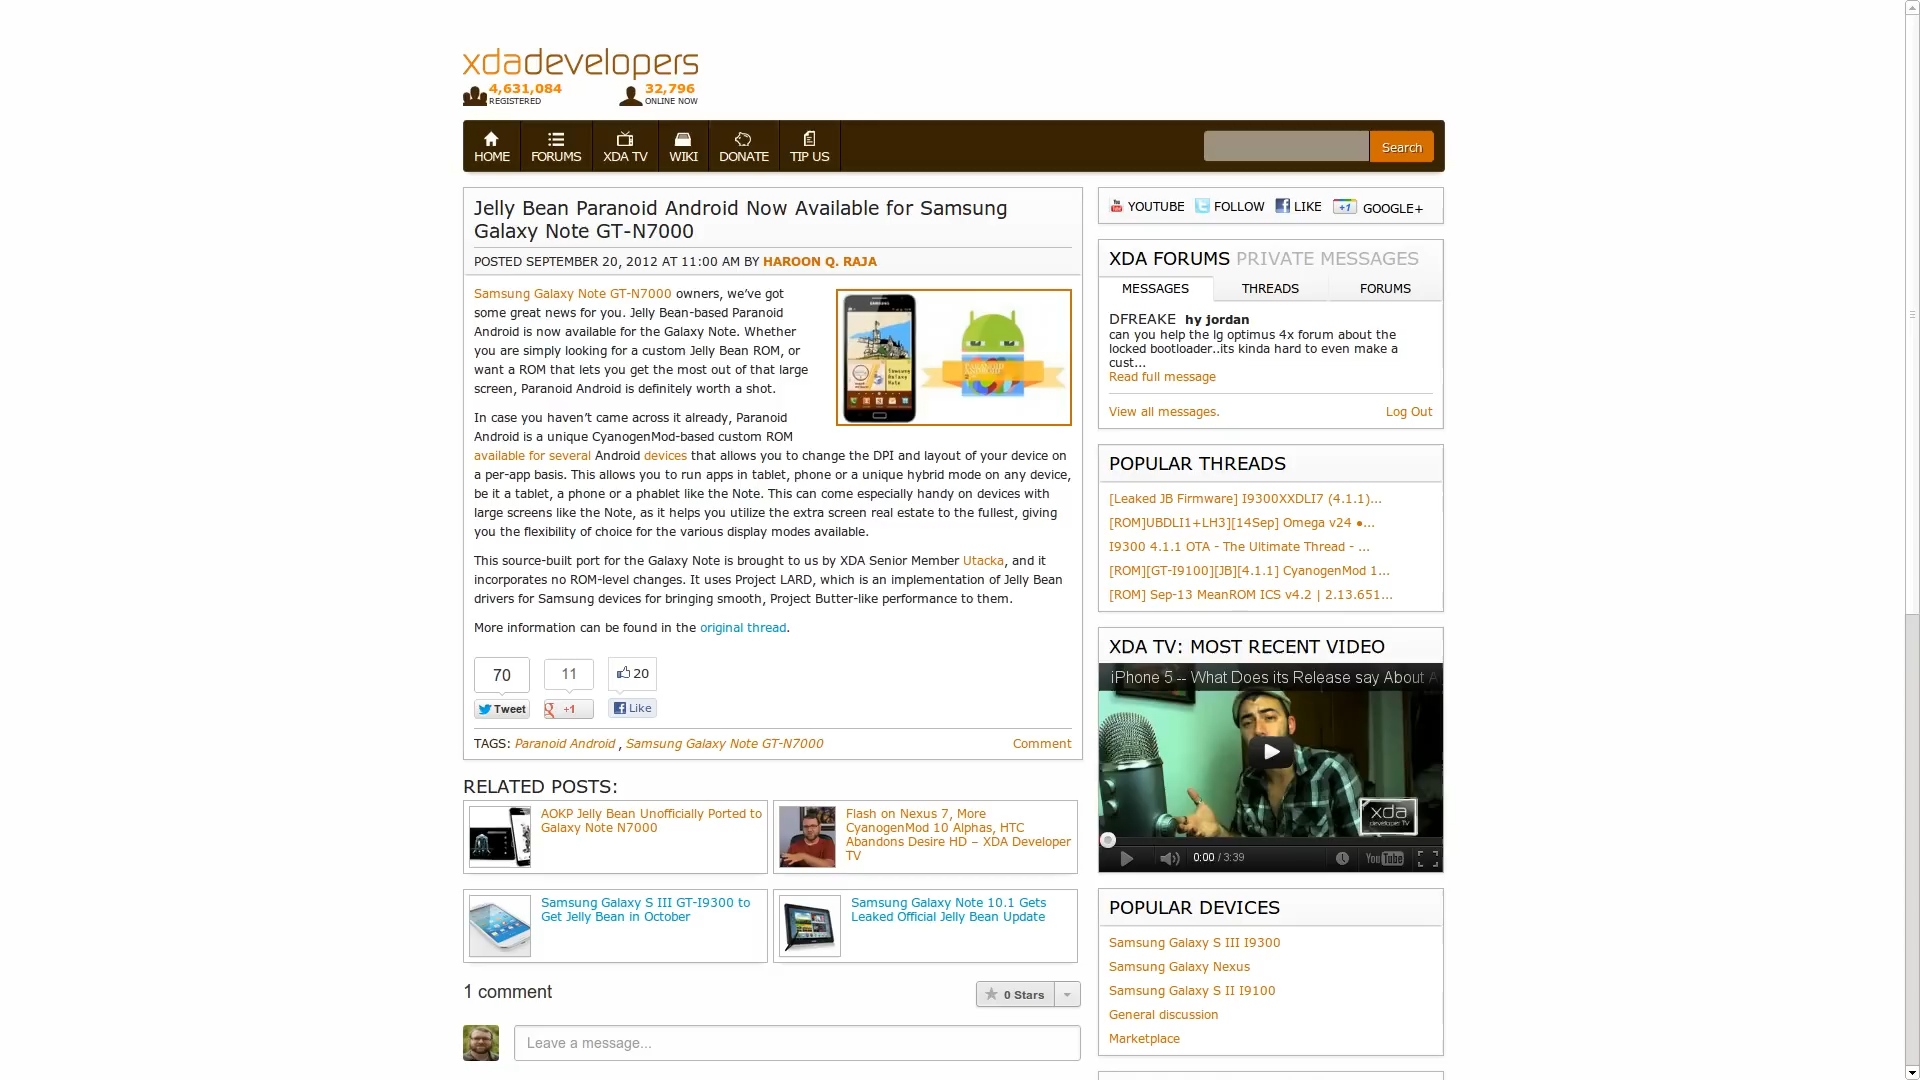 xdadevelopers
4,631,084
REGISTERED
32,796
ONLINE NOW
HOME
FORUMS
XDA TV
WIKI
DONATE
TIP US
Search
Jelly Bean Paranoid Android Now Available for Samsung
Galaxy Note GT-N7000
POSTED SEPTEMBER 20, 2012 AT 11:00 AM BY HAROON Q. RAJA
Samsung Galaxy Note GT-N7000 owners, we’ve got
some great news for you. Jelly Bean-based Paranoid
Android is now available for the Galaxy Note. Whether
you are simply looking for a custom Jelly Bean ROM, or
want a ROM that lets you get the most out of that large
screen, Paranoid Android is definitely worth a shot.
In case you haven’t came across it already, Paranoid
Android is a unique CyanogenMod-based custom ROM
available for several Android devices that allows you to change the DPI and layout of your device on
a per-app basis. This allows you to run apps in tablet, phone or a unique hybrid mode on any device,
be it a tablet, a phone or a phablet like the Note. This can come especially handy on devices with
large screens like the Note, as it helps you utilize the extra screen real estate to the fullest, giving
you the flexibility of choice for the various display modes available.
This source-built port for the Galaxy Note is brought to us by XDA Senior Member Utacka, and it
incorporates no ROM-level changes. It uses Project LARD, which is an implementation of Jelly Bean
drivers for Samsung devices for bringing smooth, Project Butter-like performance to them.
More information can be found in the original thread.
70
11
20
Tweet
+1
Like
TAGS: Paranoid Android , Samsung Galaxy Note GT-N7000
Comment
RELATED POSTS:
AOKP Jelly Bean Unofficially Ported to
Galaxy Note N7000
Flash on Nexus 7, More
CyanogenMod 10 Alphas, HTC
Abandons Desire HD – XDA Developer
TV
Samsung Galaxy S III GT-I9300 to
Get Jelly Bean in October
Samsung Galaxy Note 10.1 Gets
Leaked Official Jelly Bean Update
1 comment
0 Stars
Leave a message...
YOUTUBE
FOLLOW
LIKE
+1
GOOGLE+
XDA FORUMS PRIVATE MESSAGES
MESSAGES
THREADS
FORUMS
DFREAKE hy jordan
can you help the lg optimus 4x forum about the
locked bootloader..its kinda hard to even make a
cust...
Read full message
View all messages.
Log Out
POPULAR THREADS
[Leaked JB Firmware] I9300XXDLI7 (4.1.1)...
[ROM]UBDLI1+LH3][14Sep] Omega v24 ●...
I9300 4.1.1 OTA - The Ultimate Thread - ...
[ROM][GT-I9100][JB][4.1.1] CyanogenMod 1...
[ROM] Sep-13 MeanROM ICS v4.2 | 2.13.651...
XDA TV: MOST RECENT VIDEO
iPhone 5 -- What Does its Release say About A
xda
developer TV
0:00 / 3:39
YouTube
POPULAR DEVICES
Samsung Galaxy S III I9300
Samsung Galaxy Nexus
Samsung Galaxy S II I9100
General discussion
Marketplace